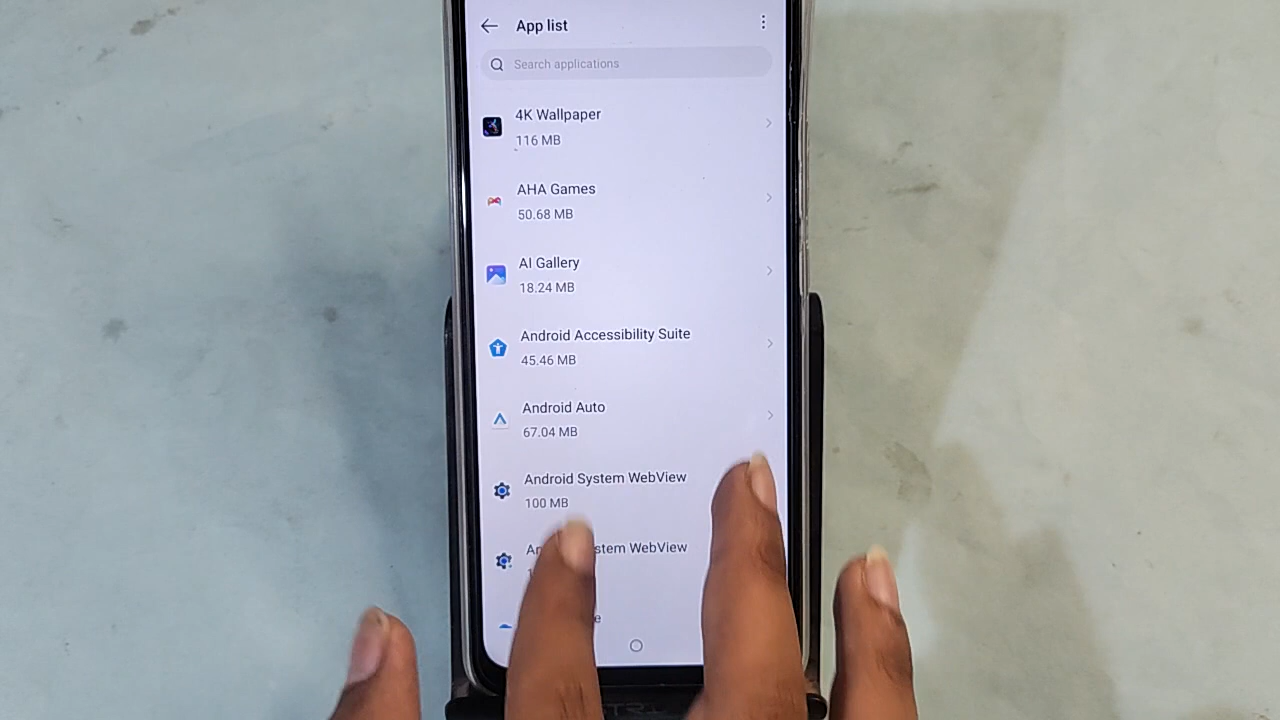 App list
Search applications
4K Wallpaper
116 MB
AHA Games
50.68 MB
AI Gallery
18.24 MB
Android Accessibility Suite
45.46 MB
Android Auto
67.04 MB
Android System WebView
100 MB
stem WebView